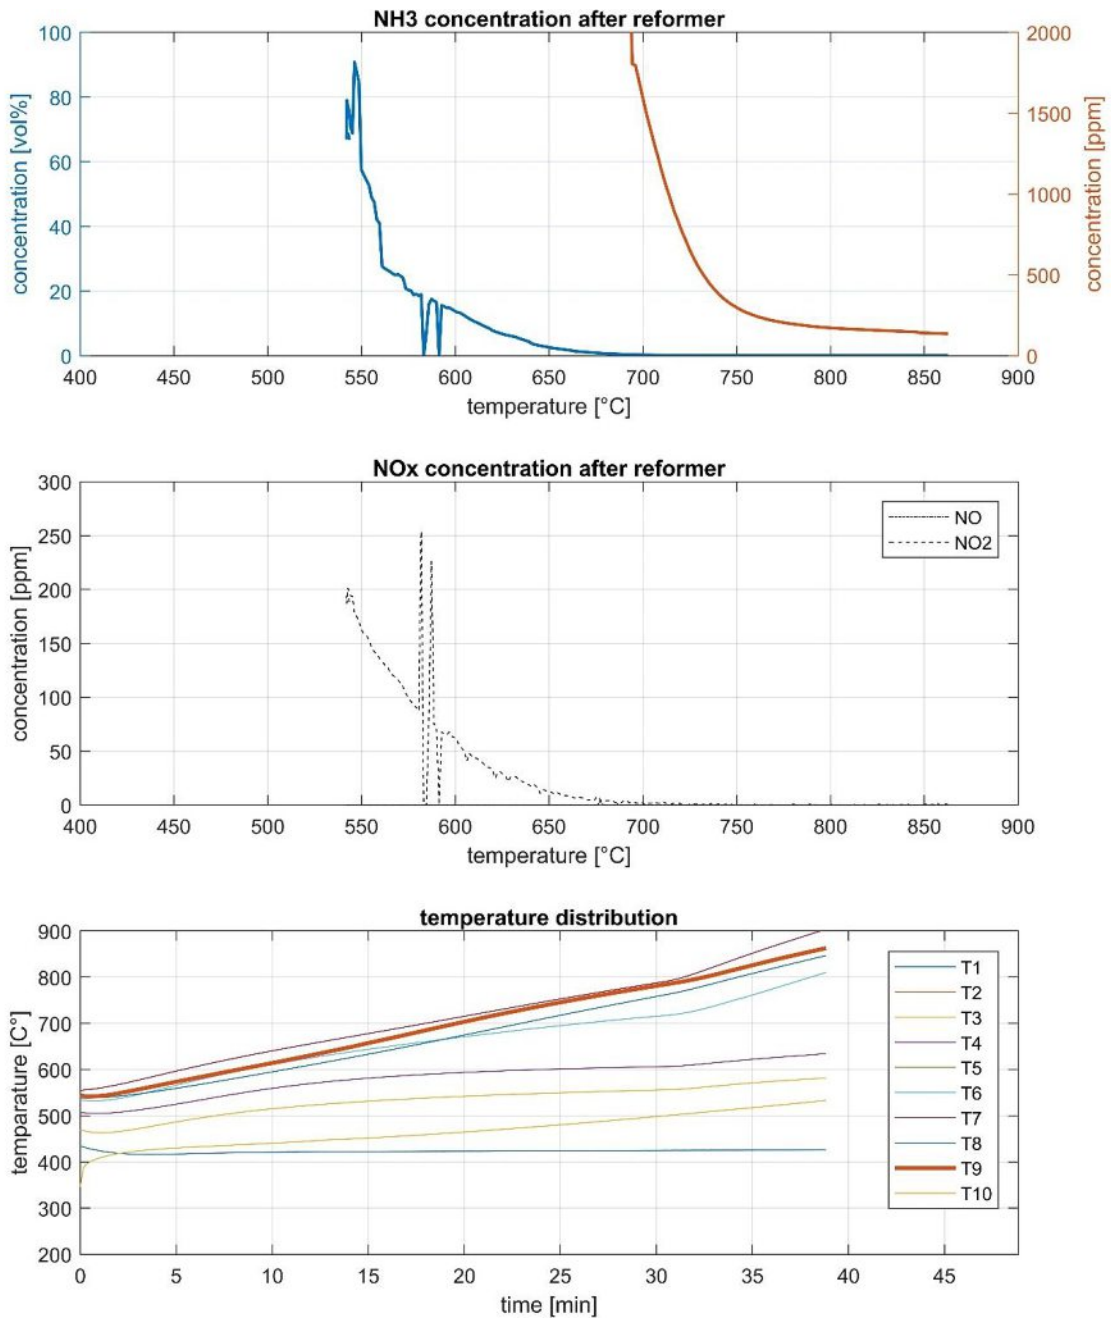 NH3 concentration after reformer
100
80
60
40
20
0
concentration [vol%]
2000
1500
1000
500
0
concentration [ppm]
400 450 500 550 600 650 700 750 800 850 900
temperature [°C]
NOx concentration after reformer
300
250
200
150
100
50
0
concentration [ppm]
NO
NO2
400 450 500 550 600 650 700 750 800 850 900
temperature [°C]
temperature distribution
900
800
700
600
500
400
300
200
temparature [C°]
T1
T2
T3
T4
T5
T6
T7
T8
T9
T10
0 5 10 15 20 25 30 35 40 45
time [min]